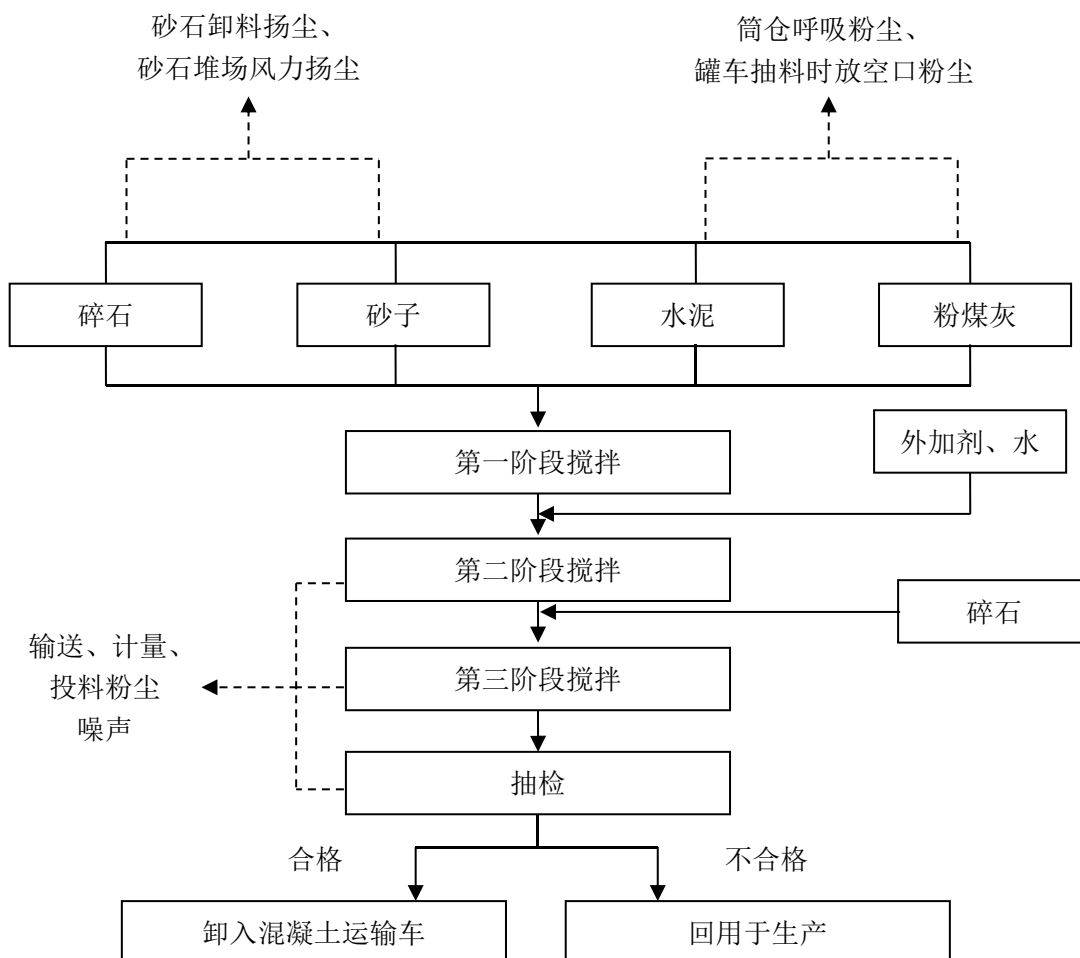 砂石卸料扬尘、
砂石堆场风力扬尘
筒仓呼吸粉尘、
罐车抽料时放空口粉尘
碎石
砂子
水泥
粉煤灰
第一阶段搅拌
外加剂、水
第二阶段搅拌
碎石
输送、计量、
投料粉尘
噪声
第三阶段搅拌
抽检
合格
不合格
卸入混凝土运输车
回用于生产